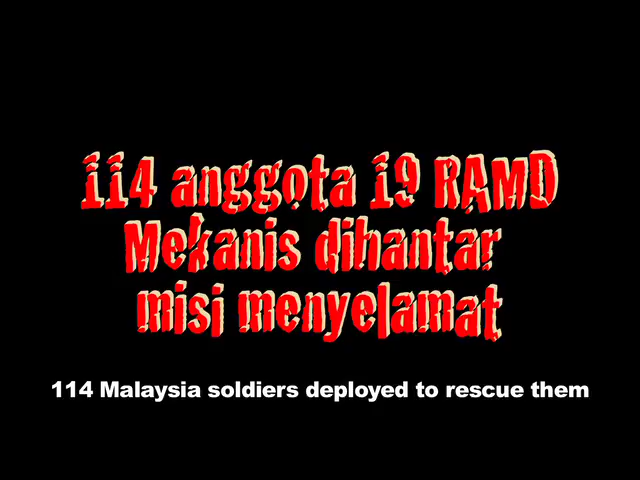 114 anggota 19 RAMD
Mekanis dihantar
misi menyelamat
114 Malaysia soldiers deployed to rescue them